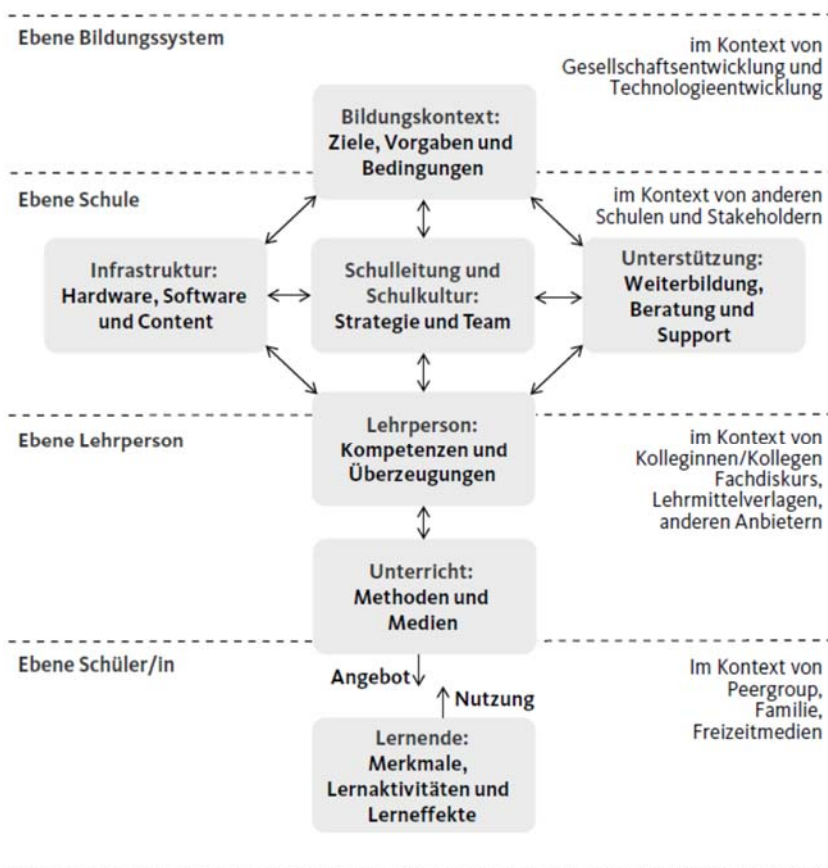 Ebene Bildungssystem
im Kontext von
Gesellschaftsentwicklung und
Technologieentwicklung
Bildungskontext:
Ziele, Vorgaben und
Bedingungen
Ebene Schule
im Kontext von anderen
Schulen und Stakeholdern
Infrastruktur:
Hardware, Software
und Content
Schulleitung und
Schulkultur:
Strategie und Team
Unterstützung:
Weiterbildung,
Beratung und
Support
Ebene Lehrperson
Lehrperson:
Kompetenzen und
Überzeugungen
im Kontext von
Kolleginnen/Kollegen
Fachdiskurs,
Lehrmittelverlagen,
anderen Anbietern
Unterricht:
Methoden und
Medien
Ebene Schüler/in
Angebot
Nutzung
Im Kontext von
Peergroup,
Familie,
Freizeitmedien
Lernende:
Merkmale,
Lernaktivitäten und
Lerneffekte